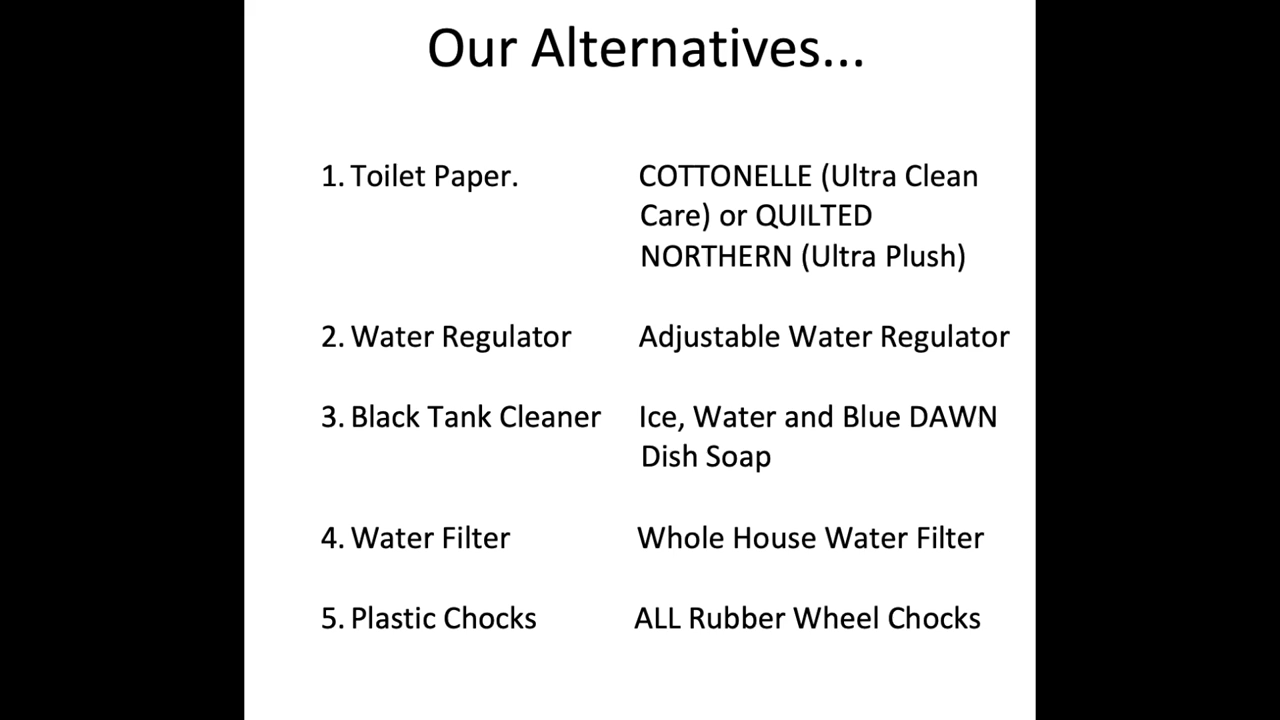 Our Alternatives...
1. Toilet Paper. COTTONELLE (Ultra Clean
Care) or QUILTED
NORTHERN (Ultra Plush)
2. Water Regulator Adjustable Water Regulator
3. Black Tank Cleaner Ice, Water and Blue DAWN
Dish Soap
4. Water Filter Whole House Water Filter
5. Plastic Chocks ALL Rubber Wheel Chocks